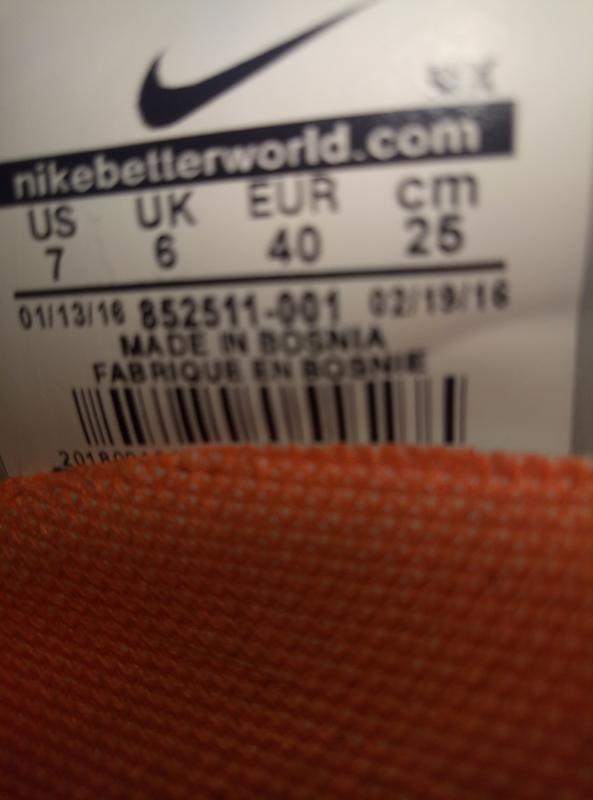 nikebetterworld.com
US UK EUR cm
7 6 40 25
01/13/16 852511-001 02/19/16
MADE IN BOSNIA
FABRIQUE EN BOSNIE